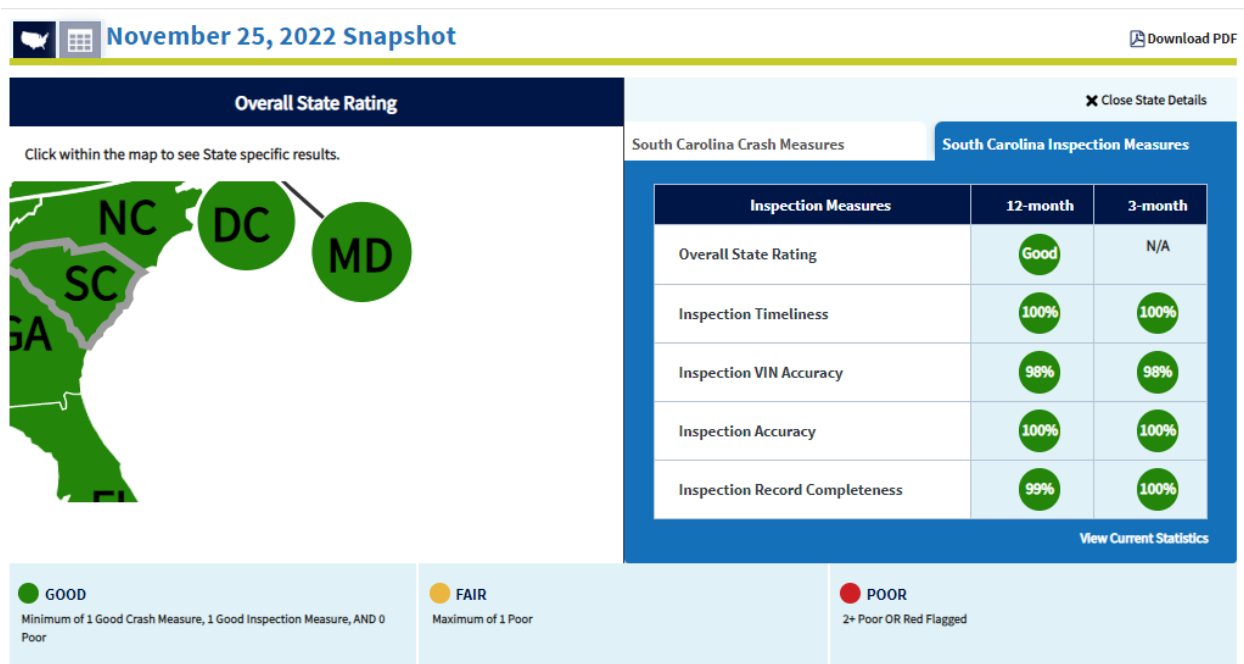 November 25, 2022 Snapshot
Download PDF
Overall State Rating
Close State Details
Click within the map to see State specific results.
NC
DC
MD
SC
GA
FL
South Carolina Crash Measures
South Carolina Inspection Measures
Inspection Measures 12-month 3-month
Overall State Rating Good N/A
Inspection Timeliness 100% 100%
Inspection VIN Accuracy 98% 98%
Inspection Accuracy 100% 100%
Inspection Record Completeness 99% 100%
View Current Statistics
GOOD
Minimum of 1 Good Crash Measure, 1 Good Inspection Measure, AND 0
Poor
FAIR
Maximum of 1 Poor
POOR
2+ Poor OR Red Flagged